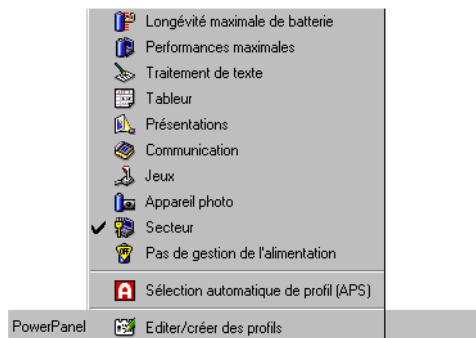 Longévité maximale de batterie
Performances maximales
Traitement de texte
Tableur
Présentations
Communication
Jeux
Appareil photo
Secteur
Pas de gestion de l'alimentation
Sélection automatique de profil (APS)
PowerPanel Editer/créer des profils